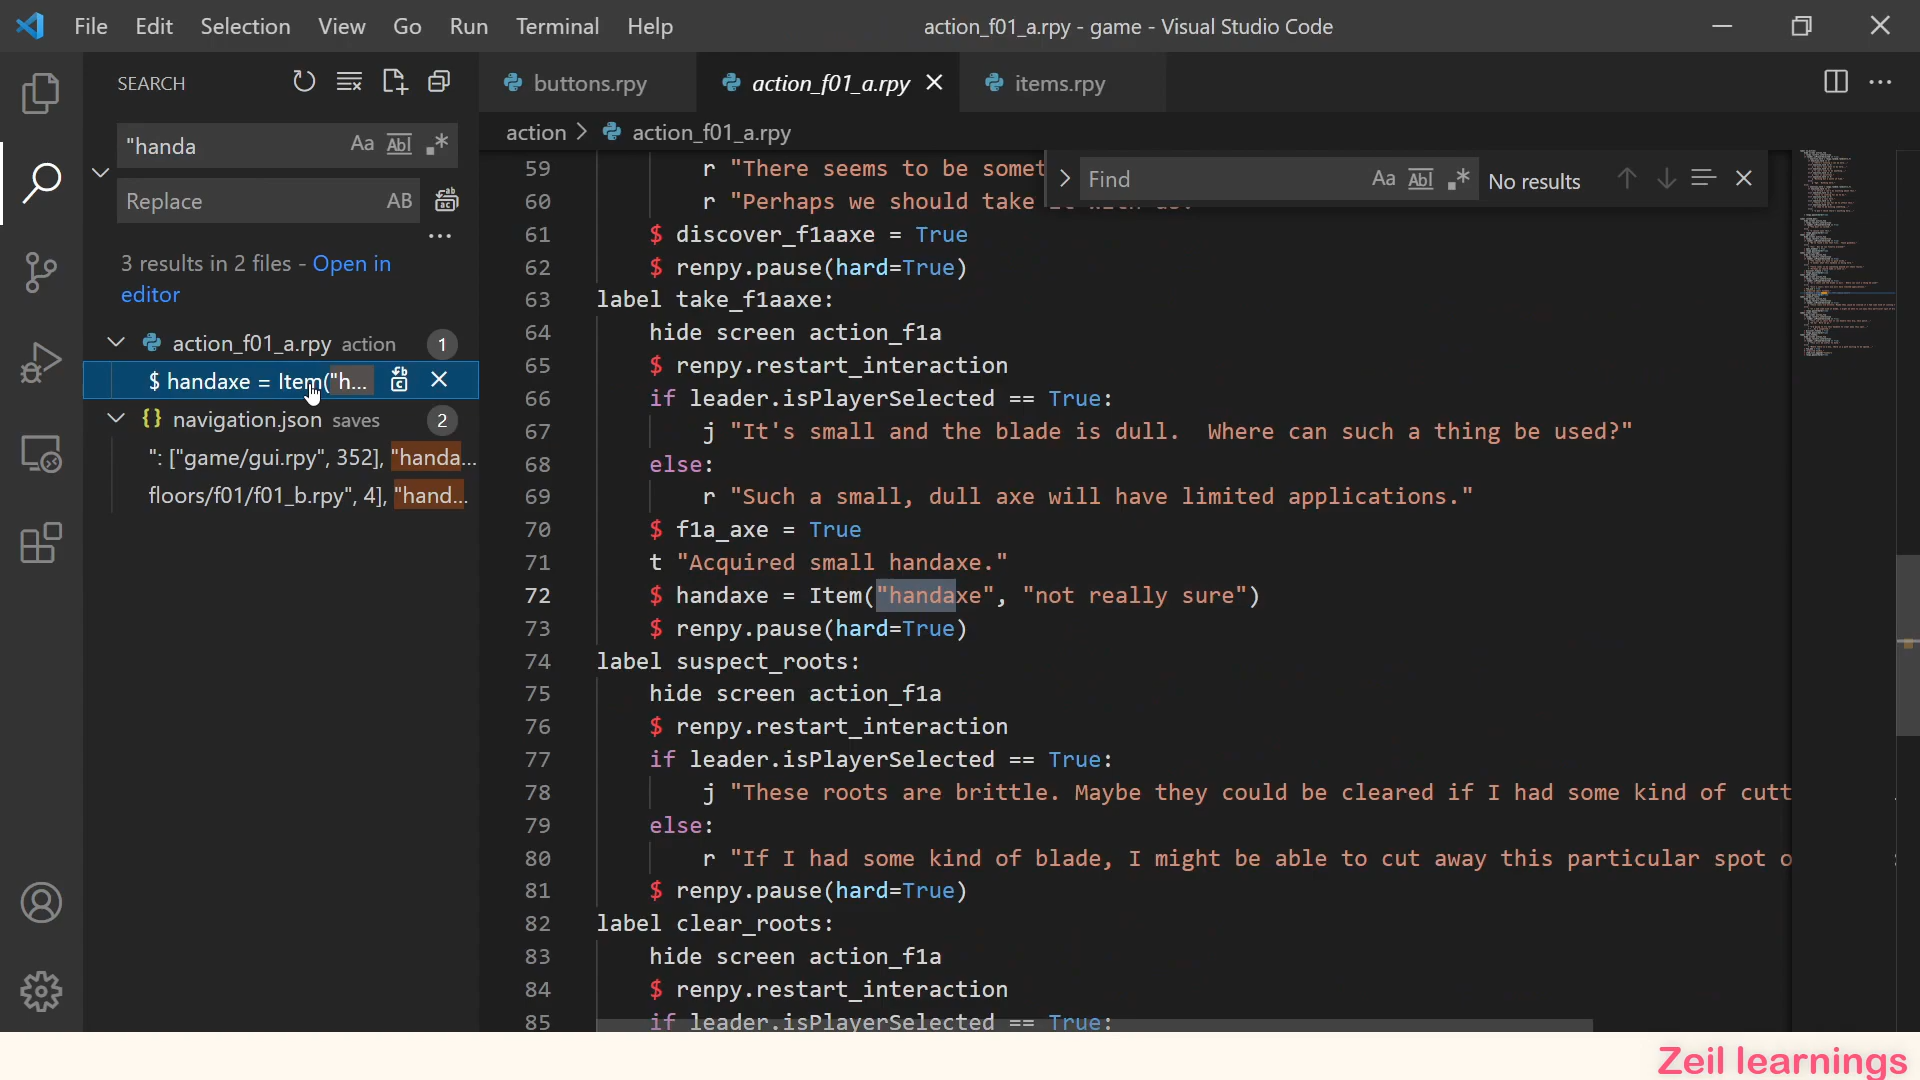 File Edit Selection View Go Run Terminal Help
action_f01_a.rpy - game - Visual Studio Code
SEARCH
"handa
Aa Abl .*
Replace
AB
3 results in 2 files - Open in
editor
action_f01_a.rpy action 1
$ handaxe = Item("h...
{} navigation.json saves 2
": ["game/gui.rpy", 352], "handa...
floors/f01/f01_b.rpy", 4], "hand...
buttons.rpy
action_f01_a.rpy
items.rpy
action > action_f01_a.rpy
Find
Aa Abl .*
No results
59 r "There seems to be somet
60 r "Perhaps we should take
61 $ discover_f1aaxe = True
62 $ renpy.pause(hard=True)
63 label take_f1aaxe:
64 hide screen action_f1a
65 $ renpy.restart_interaction
66 if leader.isPlayerSelected == True:
67 j "It's small and the blade is dull.  Where can such a thing be used?"
68 else:
69 r "Such a small, dull axe will have limited applications."
70 $ f1a_axe = True
71 t "Acquired small handaxe."
72 $ handaxe = Item("handaxe", "not really sure")
73 $ renpy.pause(hard=True)
74 label suspect_roots:
75 hide screen action_f1a
76 $ renpy.restart_interaction
77 if leader.isPlayerSelected == True:
78 j "These roots are brittle. Maybe they could be cleared if I had some kind of cutt
79 else:
80 r "If I had some kind of blade, I might be able to cut away this particular spot o
81 $ renpy.pause(hard=True)
82 label clear_roots:
83 hide screen action_f1a
84 $ renpy.restart_interaction
85 if leader.isPlayerSelected == True:
Zeil learnings